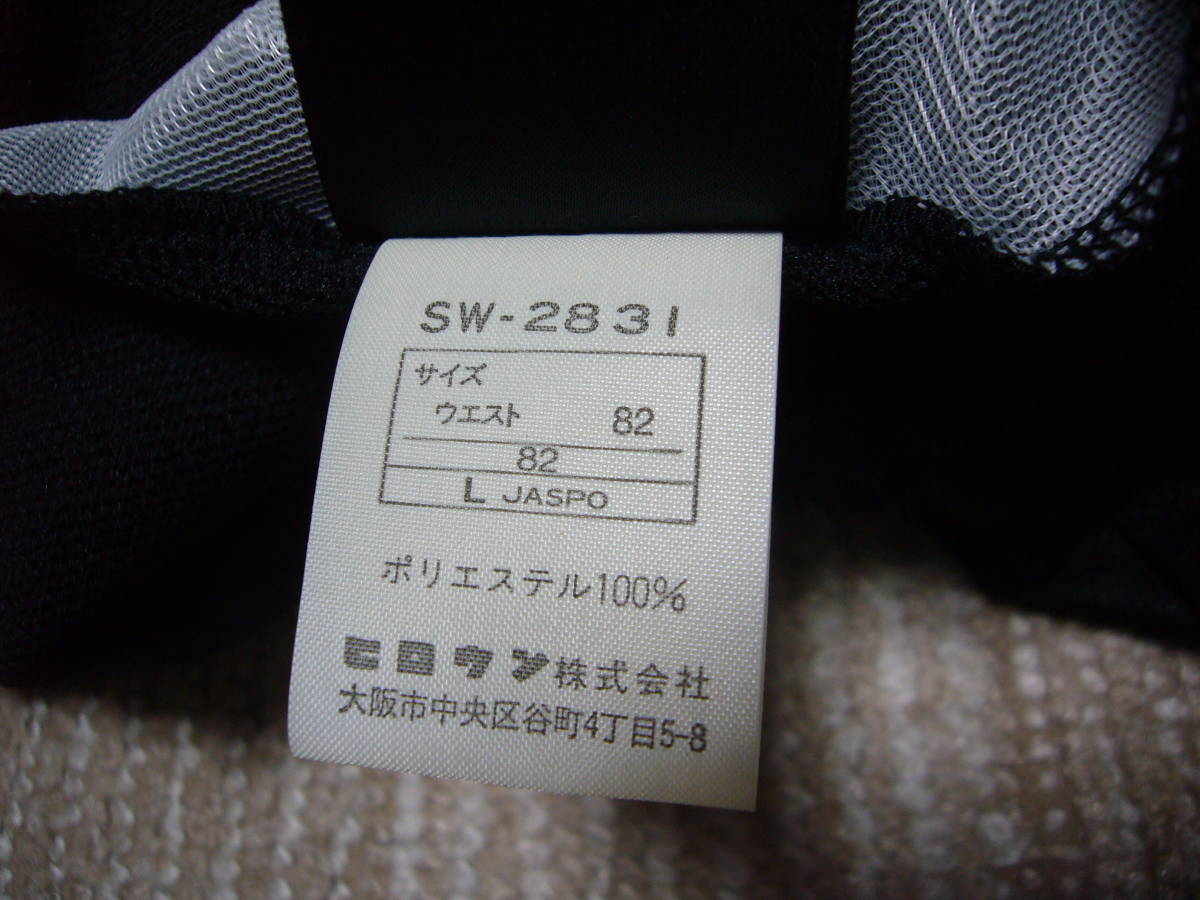 SW-2831
サイズ
ウエスト 82
82
L JASPO
ポリエステル100%
ヒロウン株式会社
大阪市中央区谷町4丁目5-8